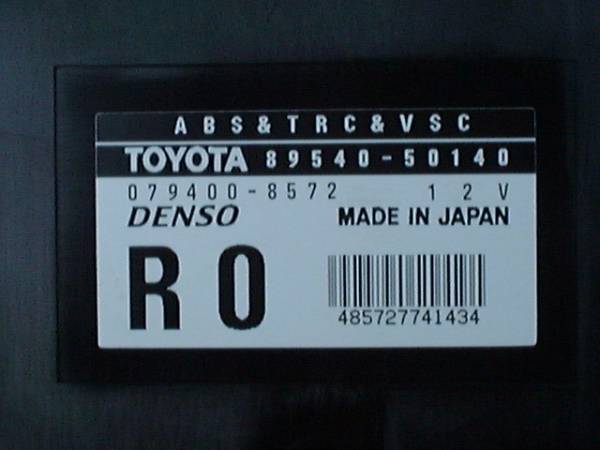 ABS&TRC&VSC
TOYOTA 89540-50140
079400-8572 12V
DENSO MADE IN JAPAN
R0
485727741434